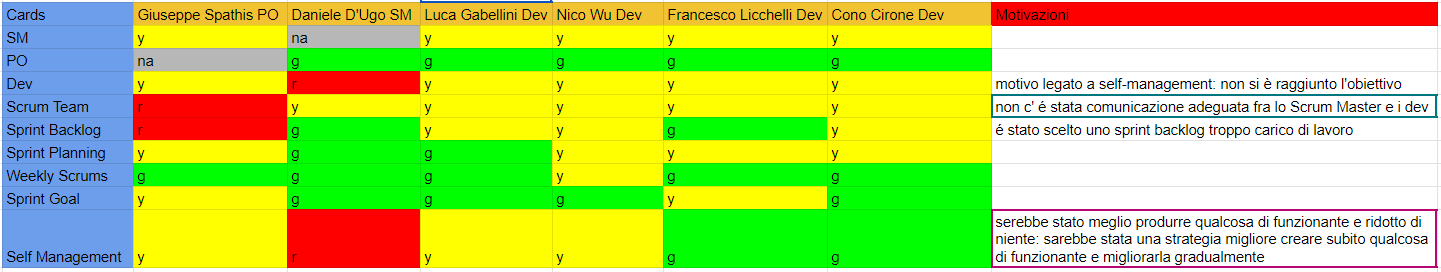 Cards Giuseppe Spathis PO Daniele D'Ugo SM Luca Gabellini Dev Nico Wu Dev Francesco Licchelli Dev Cono Cirone Dev Motivazioni
SM y na y y y y
PO na g g g g g
Dev y r y y y y motivo legato a self-management: non si è raggiunto l'obiettivo
Scrum Team r y y y y y non c' é stata comunicazione adeguata fra lo Scrum Master e i dev
Sprint Backlog r g y y g y é stato scelto uno sprint backlog troppo carico di lavoro
Sprint Planning y g g y y y
Weekly Scrums g g g y g g
Sprint Goal y g g g y g
serebbe stato meglio produrre qualcosa di funzionante e ridotto di
niente: sarebbe stata una strategia migliore creare subito qualcosa
Self Management y r y y g g di funzionante e migliorarla gradualmente